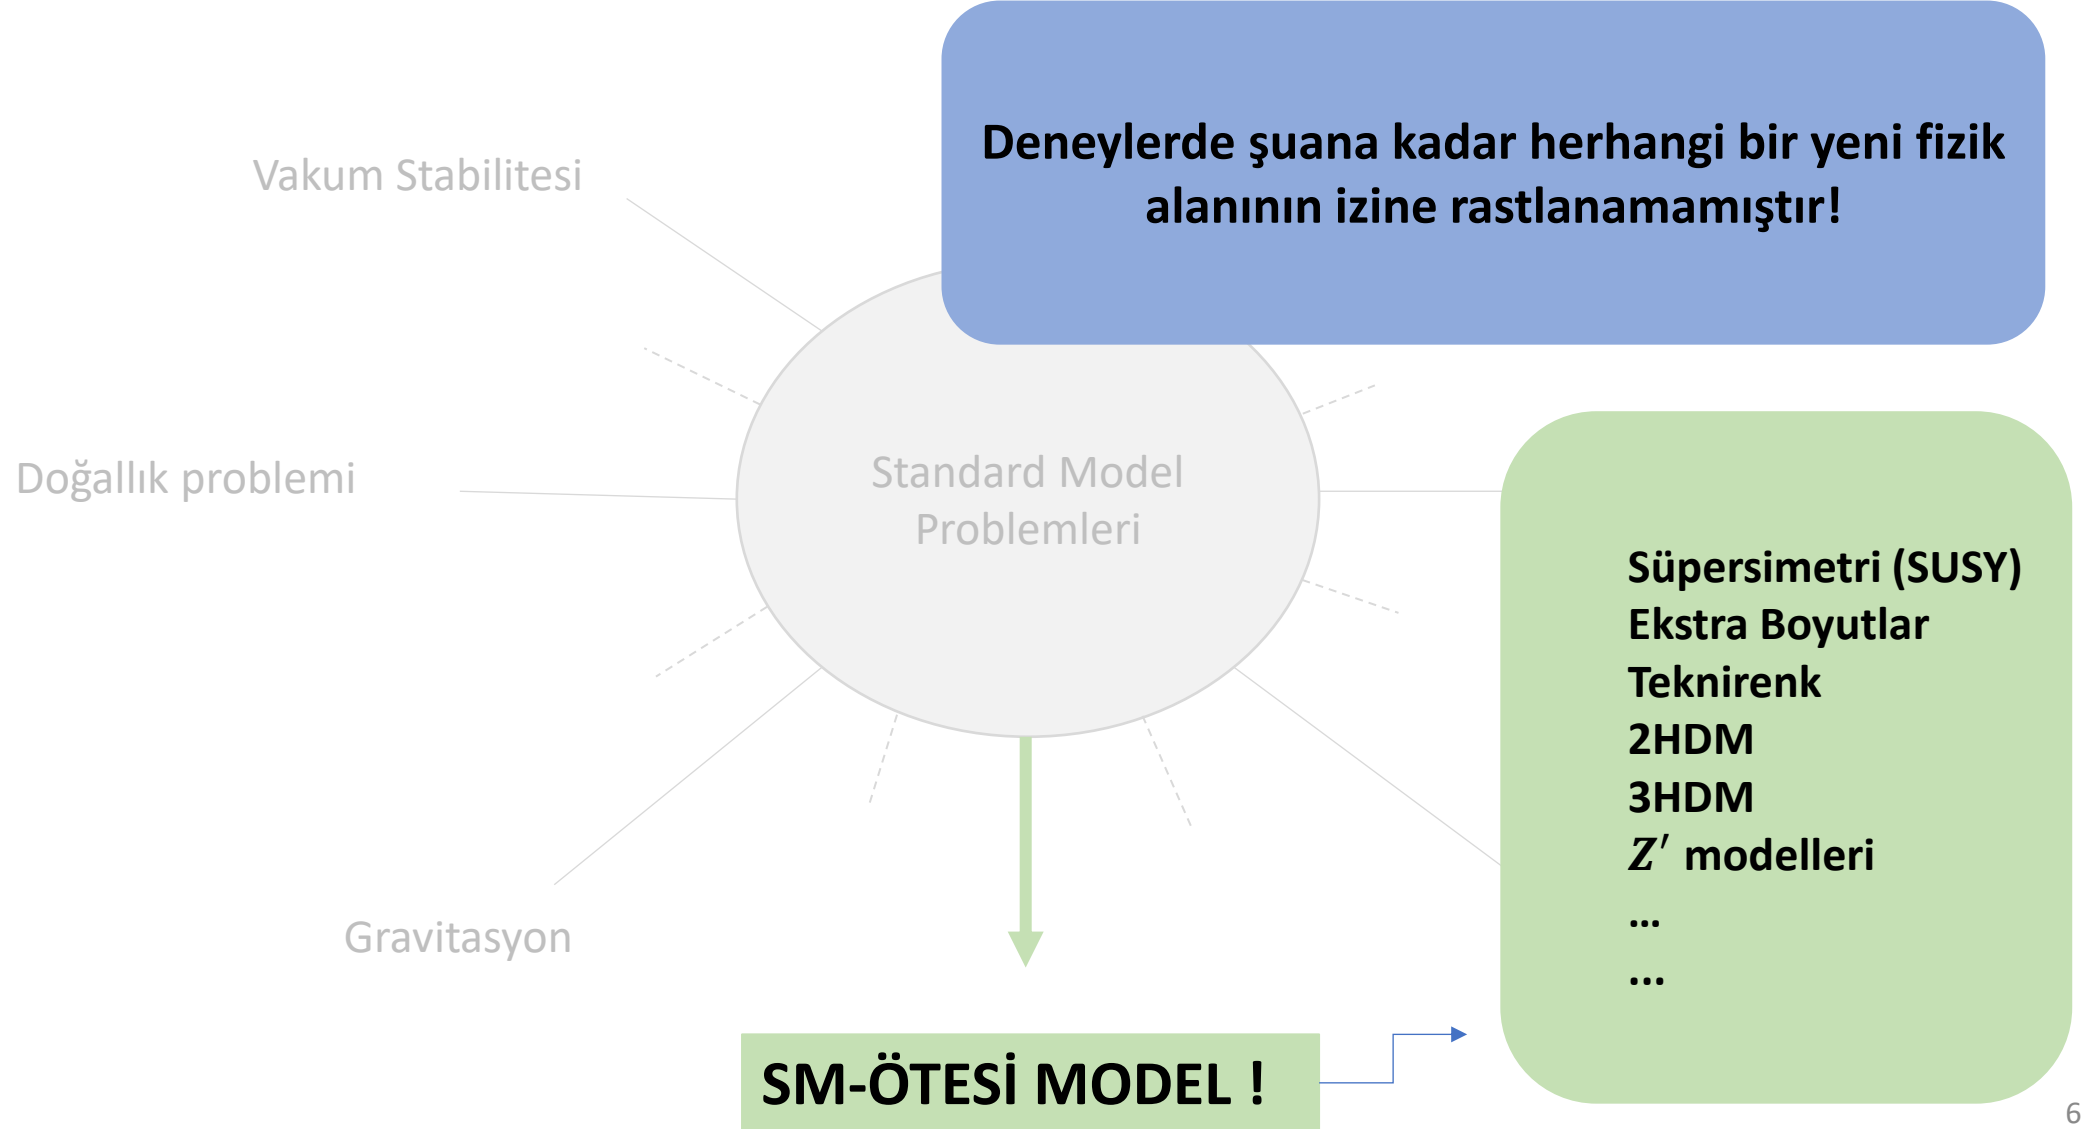 Deneylerde şuana kadar herhangi bir yeni fizik
alanının izine rastlanamamıştır!
Vakum Stabilitesi
Doğallık problemi
Standard Model
Problemleri
Süpersimetri (SUSY)
Ekstra Boyutlar
Teknirenk
2HDM
3HDM
Z′ modelleri
...
...
Gravitasyon
SM-ÖTESİ MODEL !
6